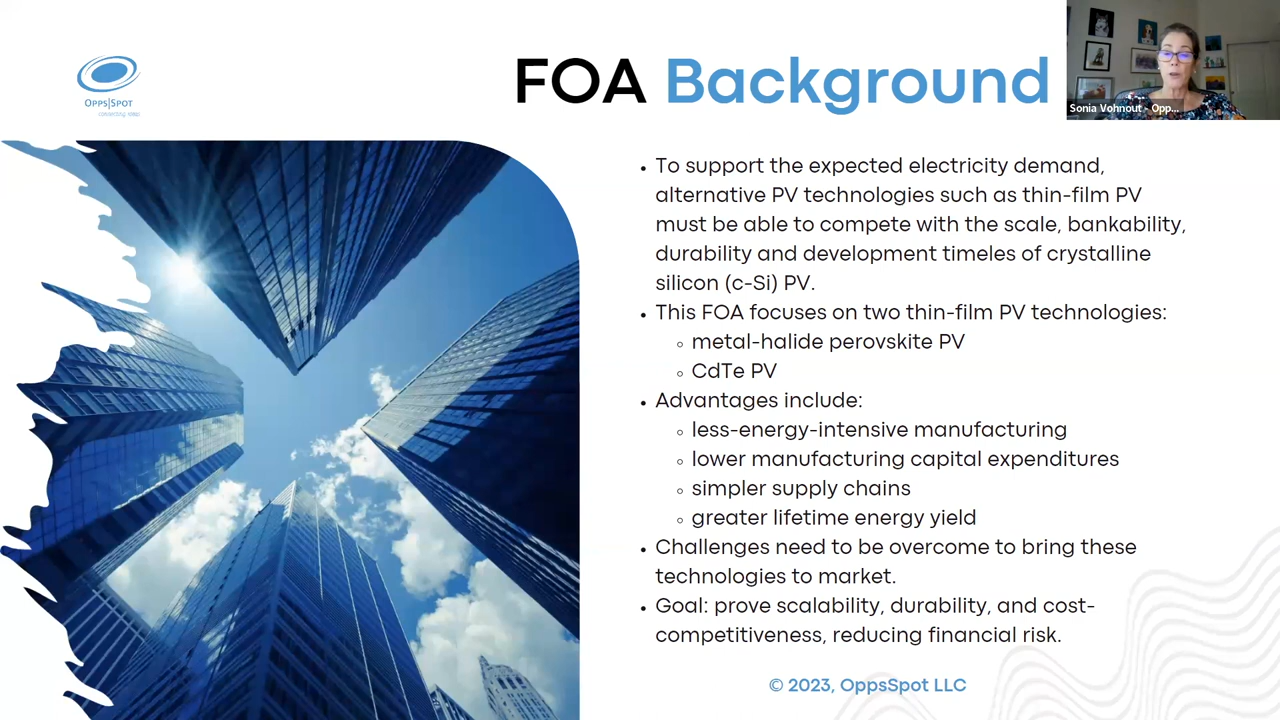 OPPS|SPOT
connecting ideas
FOA Background
Sonia Vohnout - Opp...
• To support the expected electricity demand,
alternative PV technologies such as thin-film PV
must be able to compete with the scale, bankability,
durability and development timeles of crystalline
silicon (c-Si) PV.
• This FOA focuses on two thin-film PV technologies:
◦ metal-halide perovskite PV
◦ CdTe PV
• Advantages include:
◦ less-energy-intensive manufacturing
◦ lower manufacturing capital expenditures
◦ simpler supply chains
◦ greater lifetime energy yield
• Challenges need to be overcome to bring these
technologies to market.
• Goal: prove scalability, durability, and cost-
competitiveness, reducing financial risk.
© 2023, OppsSpot LLC